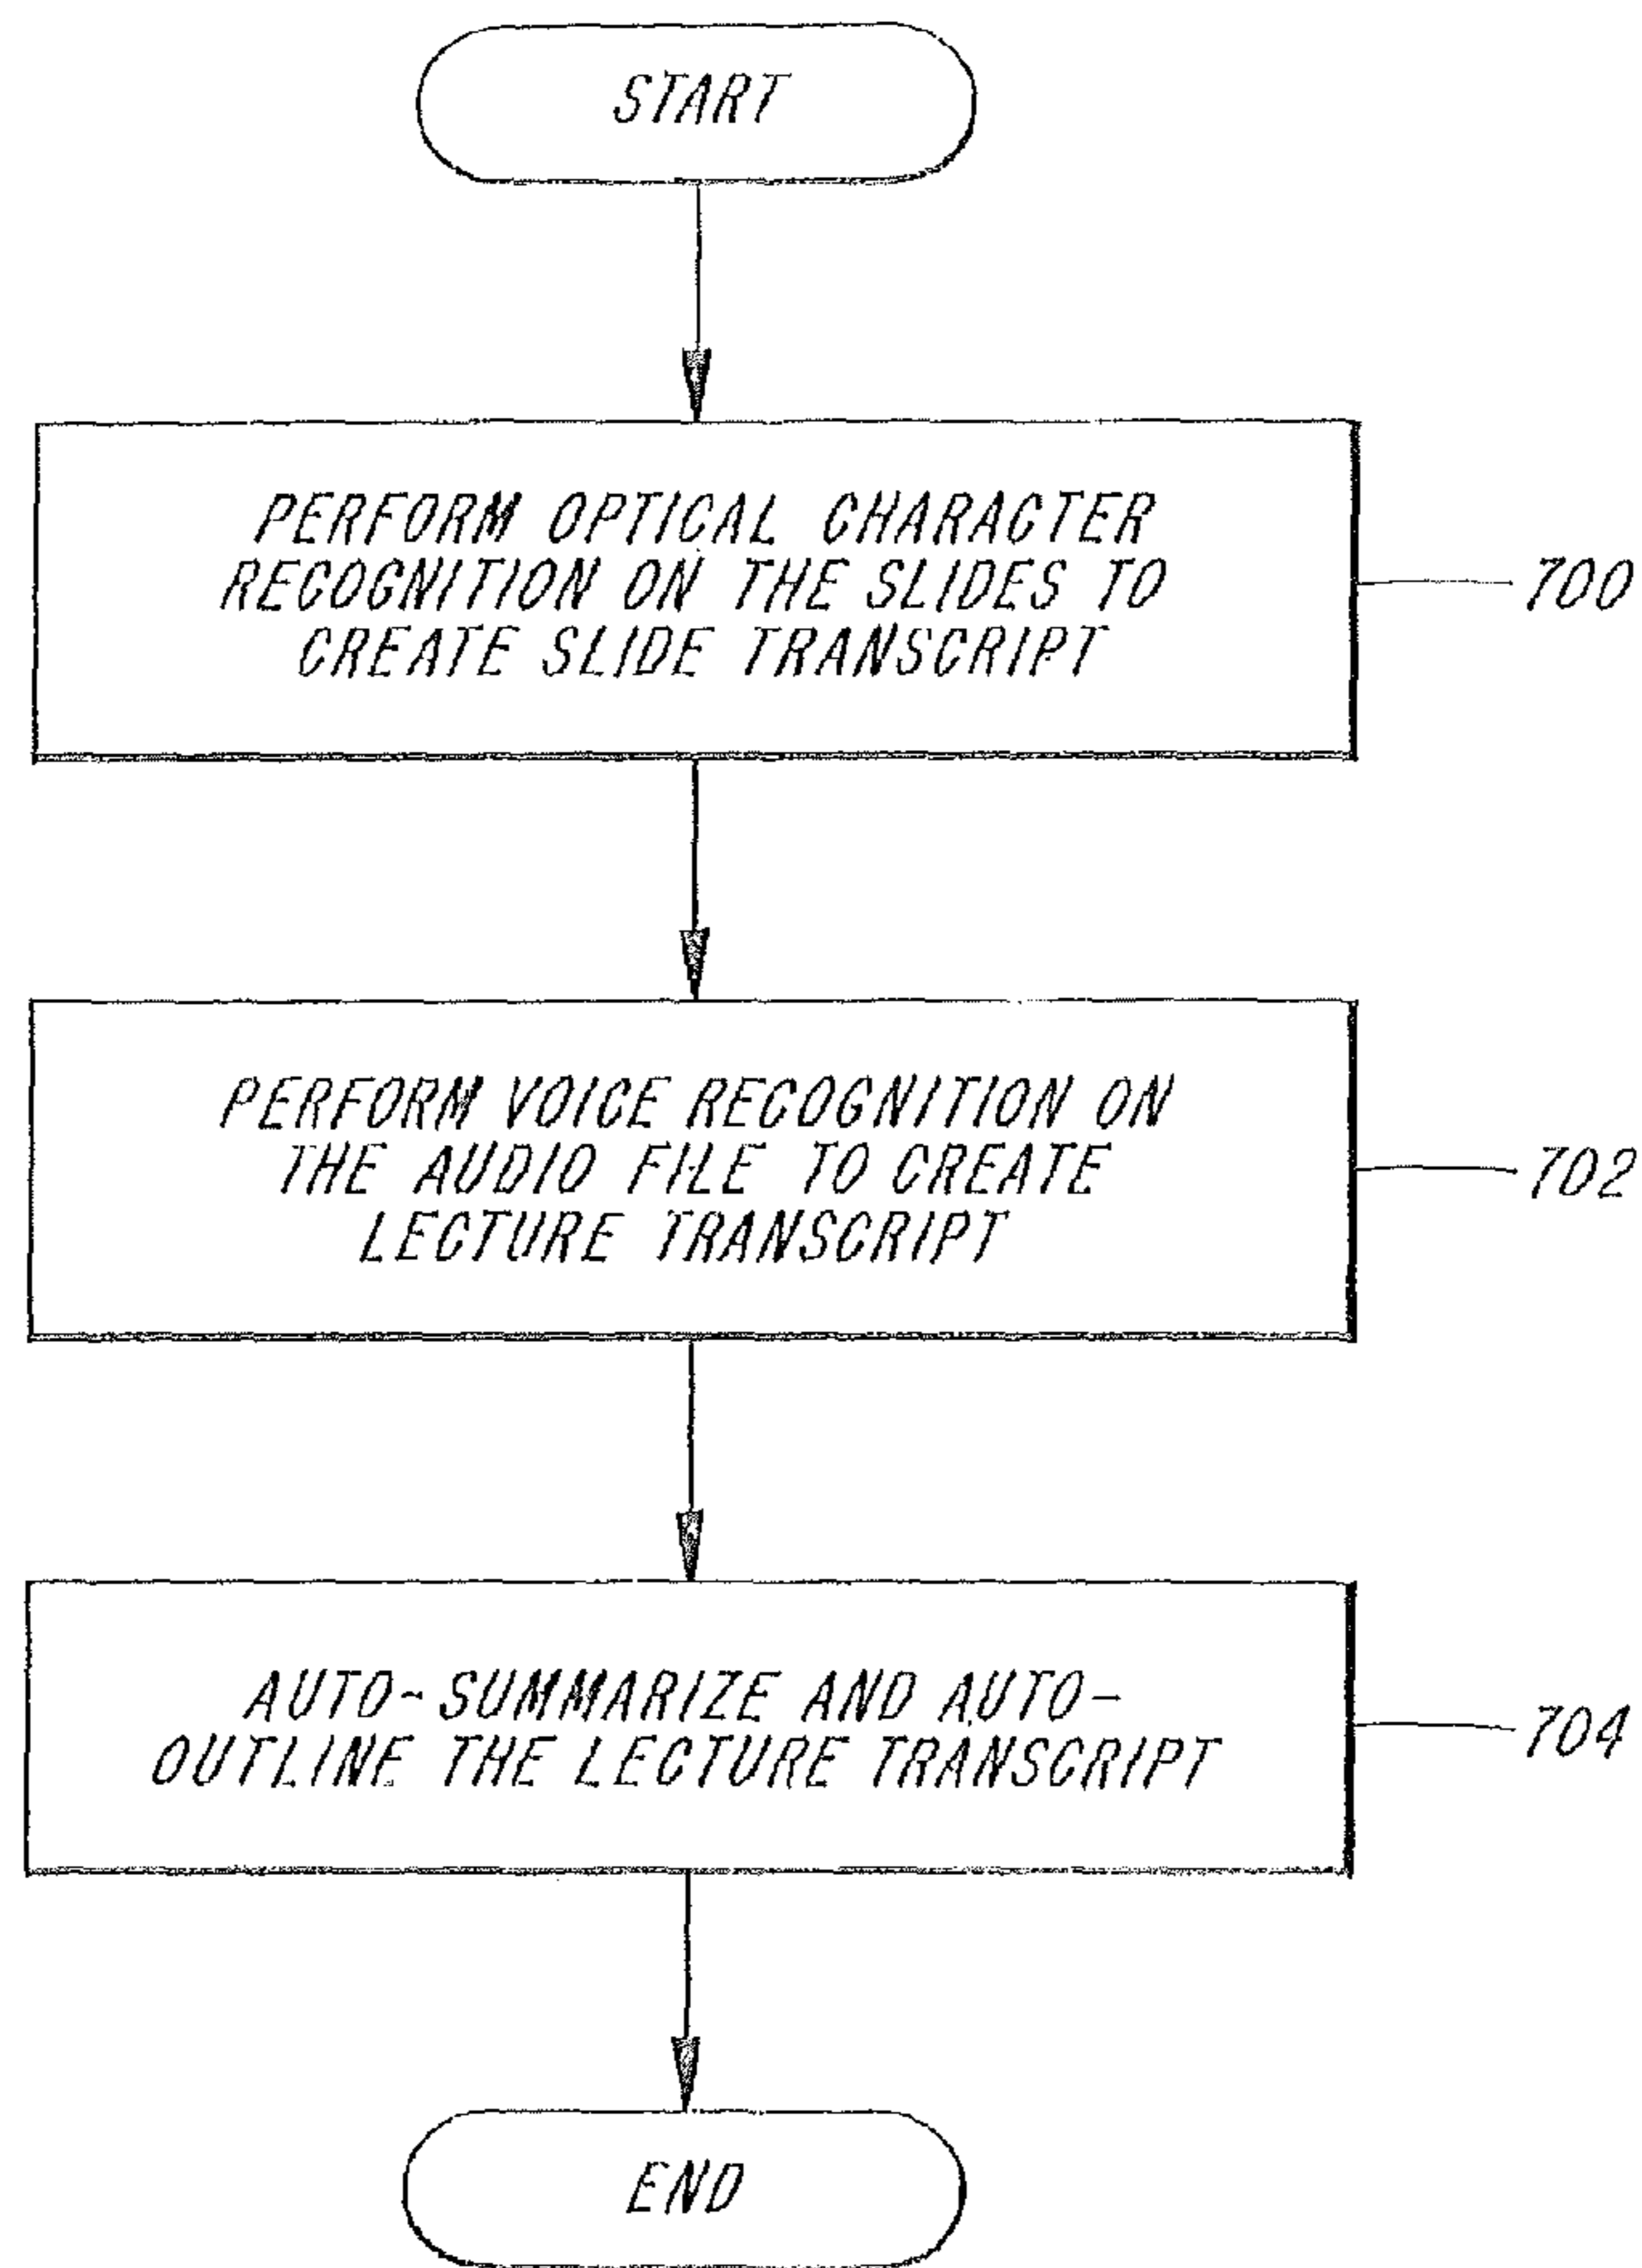 START
PERFORM OPTICAL CHARACTER
RECOGNITION ON THE SLIDES TO
CREATE SLIDE TRANSCRIPT
700
PERFORM VOICE RECOGNITION ON
THE AUDIO FILE TO CREATE
LECTURE TRANSCRIPT
702
AUTO-SUMMARIZE AND AUTO-
OUTLINE THE LECTURE TRANSCRIPT
704
END